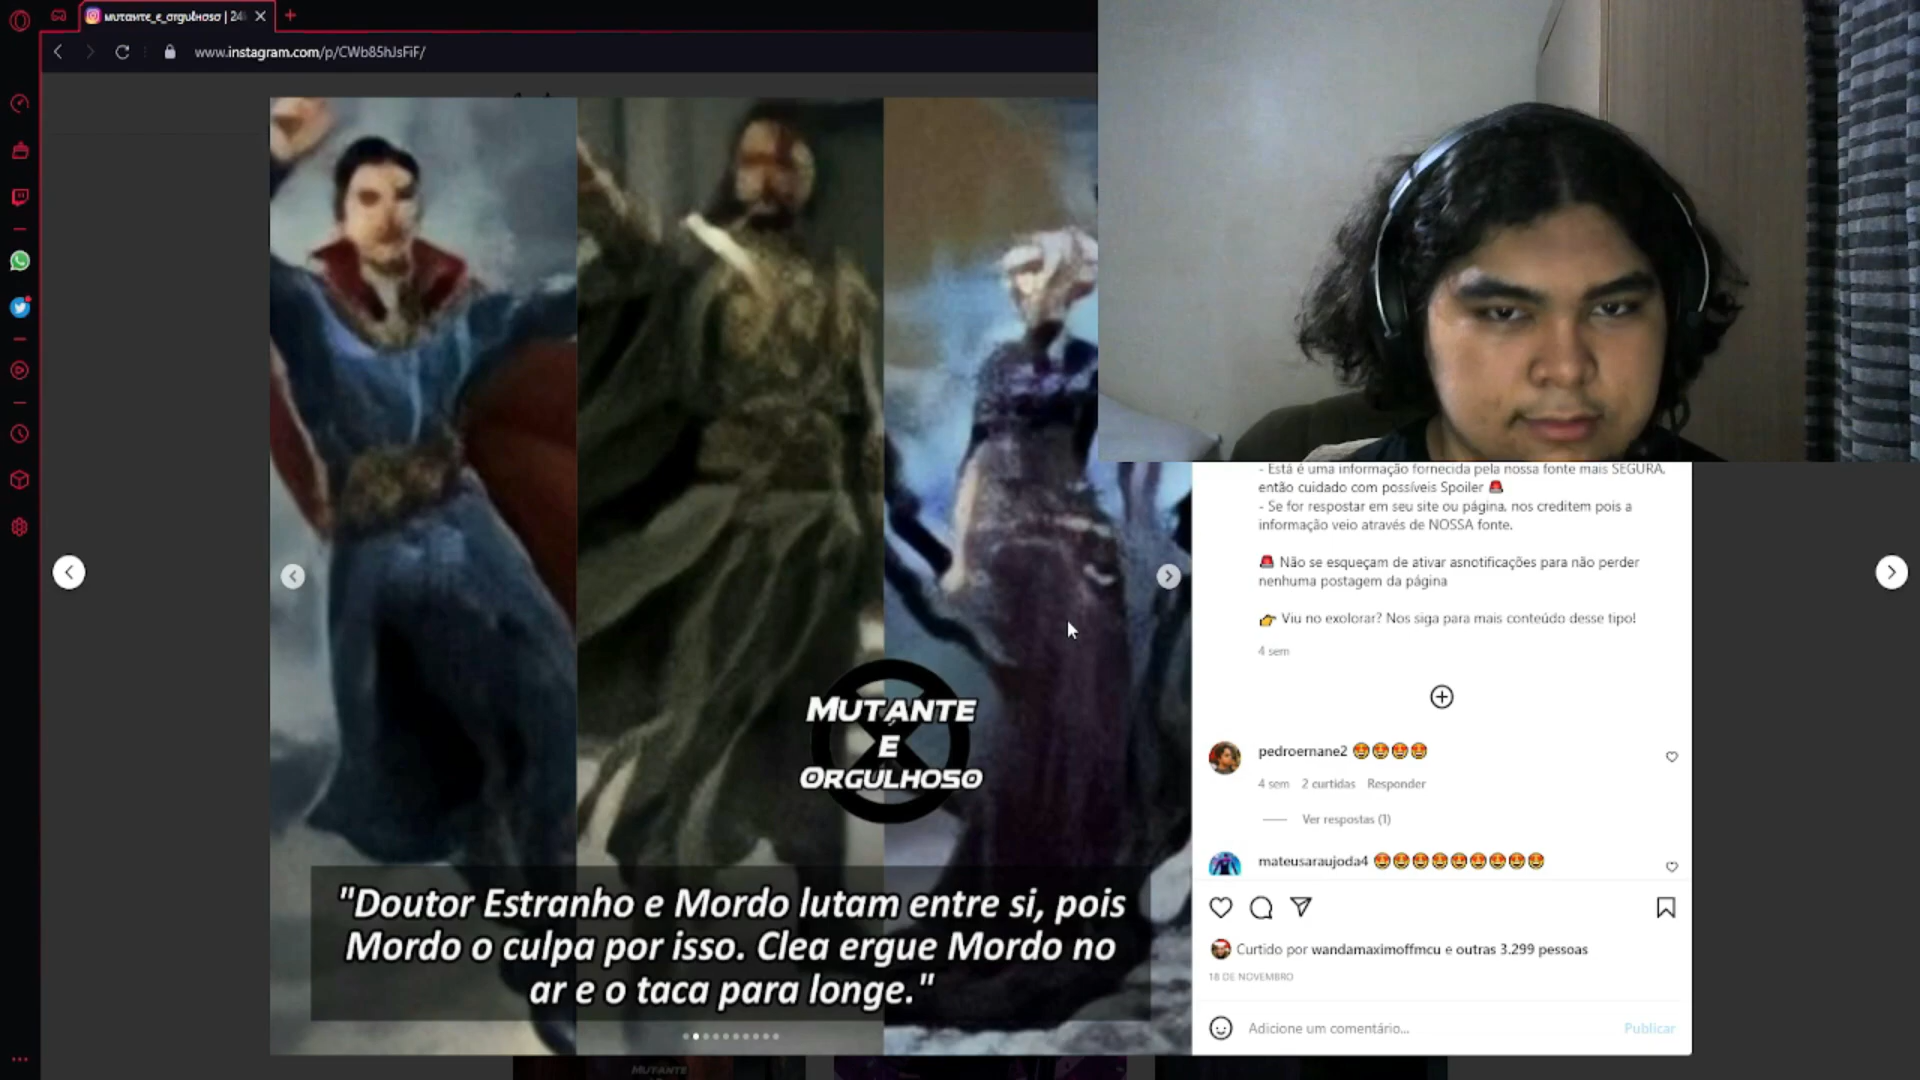 мυтαηтє_є_σrgυℓнσsσ | 24
www.instagram.com/p/CWb85hJsFiF/
MUTANTE
E
ORGULHOSO
"Doutor Estranho e Mordo lutam entre si, pois
Mordo o culpa por isso. Clea ergue Mordo no
ar e o taca para longe."
- Está é uma informação fornecida pela nossa fonte mais SEGURA,
então cuidado com possíveis Spoiler 🚨
- Se for respostar em seu site ou página, nos creditem pois a
informação veio através de NOSSA fonte.
🚨 Não se esqueçam de ativar asnotificações para não perder
nenhuma postagem da página
👉 Viu no exolorar? Nos siga para mais conteúdo desse tipo!
4 sem
pedroernane2 🤩🤩🤩🤩
4 sem 2 curtidas Responder
Ver respostas (1)
mateusaraujoda4 🤩🤩🤩🤩🤩🤩🤩🤩🤩
Curtido por wandamaximoffmcu e outras 3.299 pessoas
18 DE NOVEMBRO
Adicione um comentário...
Publicar
MUTANTE